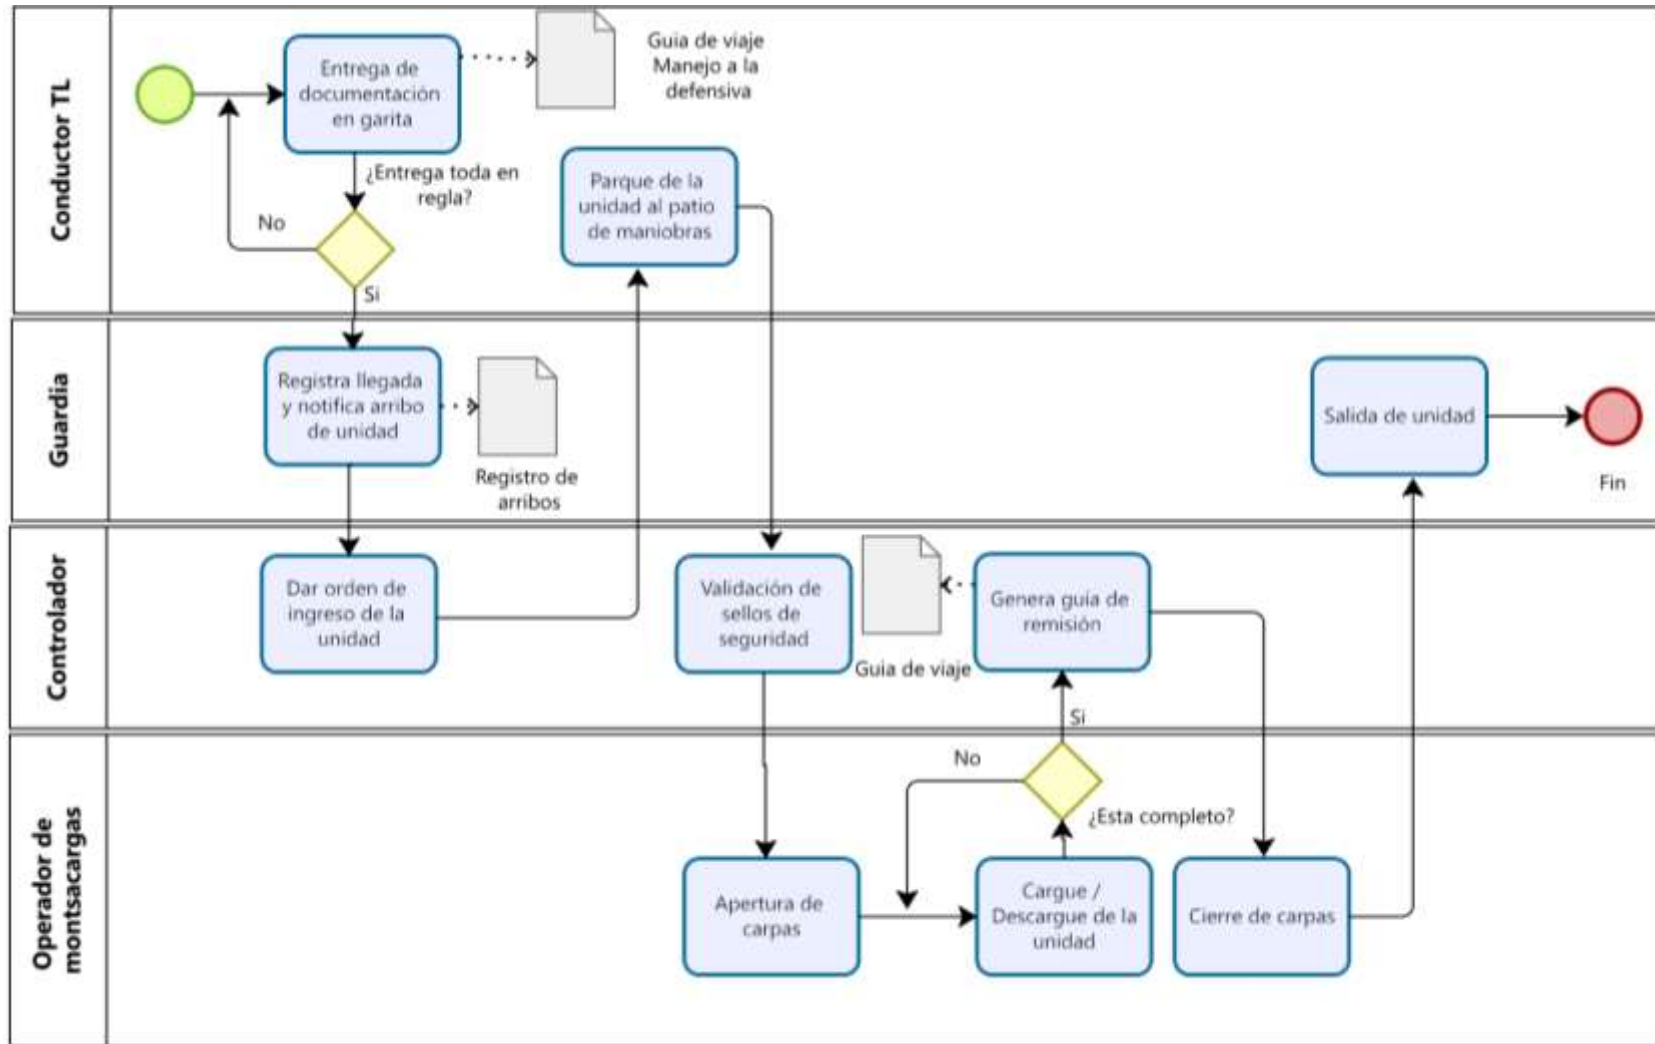 Conductor TL
Entrega de
documentación
en garita
Guia de viaje
Manejo a la
defensiva
¿Entrega toda en
regla?
No
Si
Parque de la
unidad al patio
de maniobras
Guardia
Registra llegada
y notifica arribo
de unidad
Registro de
arribos
Salida de unidad
Fin
Controlador
Dar orden de
ingreso de la
unidad
Validación de
sellos de
seguridad
Guia de viaje
Genera guía de
remisión
Si
Operador de
montsacargas
No
¿Esta completo?
Apertura de
carpas
Cargue /
Descargue de la
unidad
Cierre de carpas